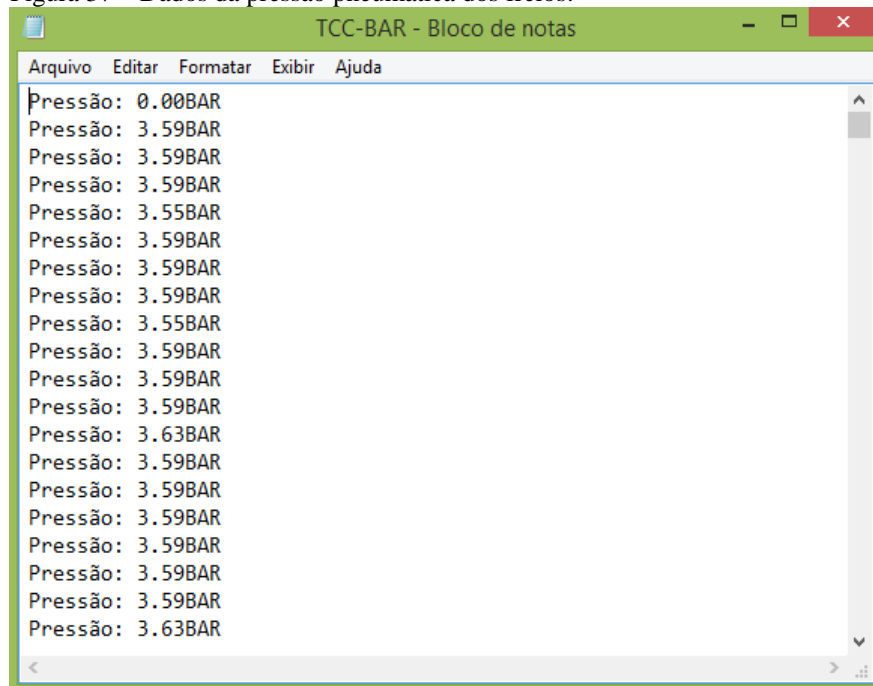 TCC-BAR - Bloco de notas
Arquivo Editar Formatar Exibir Ajuda
Pressão: 0.00BAR
Pressão: 3.59BAR
Pressão: 3.59BAR
Pressão: 3.59BAR
Pressão: 3.55BAR
Pressão: 3.59BAR
Pressão: 3.59BAR
Pressão: 3.59BAR
Pressão: 3.55BAR
Pressão: 3.59BAR
Pressão: 3.59BAR
Pressão: 3.59BAR
Pressão: 3.63BAR
Pressão: 3.59BAR
Pressão: 3.59BAR
Pressão: 3.59BAR
Pressão: 3.59BAR
Pressão: 3.59BAR
Pressão: 3.59BAR
Pressão: 3.63BAR